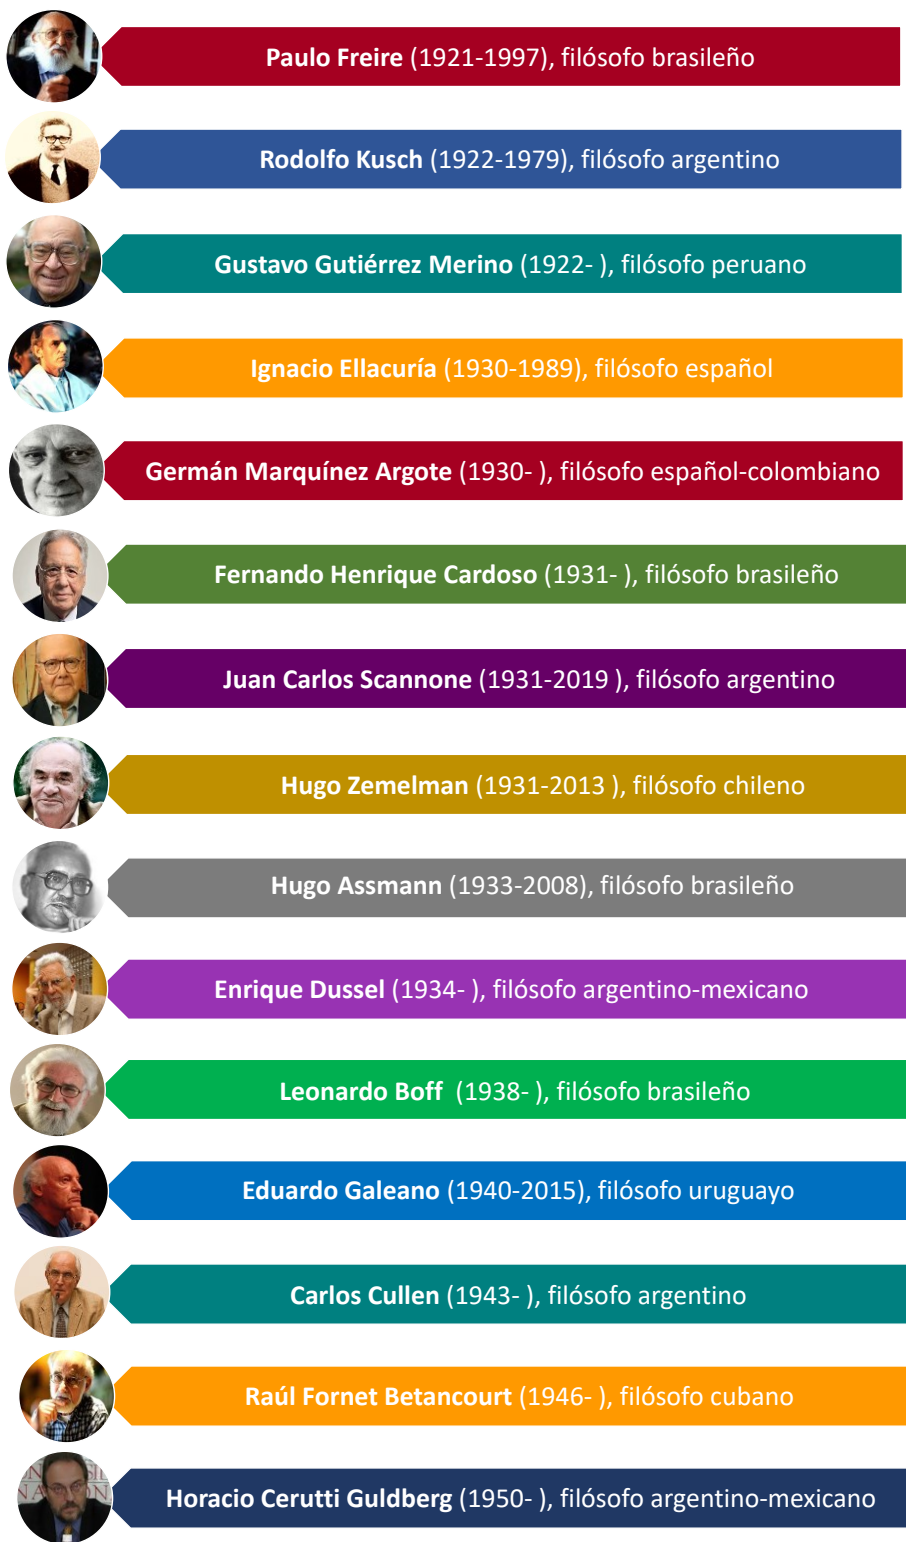 Paulo Freire (1921-1997), filósofo brasileño
Rodolfo Kusch (1922-1979), filósofo argentino
Gustavo Gutiérrez Merino (1922- ), filósofo peruano
Ignacio Ellacuría (1930-1989), filósofo español
Germán Marquínez Argote (1930- ), filósofo español-colombiano
Fernando Henrique Cardoso (1931- ), filósofo brasileño
Juan Carlos Scannone (1931-2019 ), filósofo argentino
Hugo Zemelman (1931-2013 ), filósofo chileno
Hugo Assmann (1933-2008), filósofo brasileño
Enrique Dussel (1934- ), filósofo argentino-mexicano
Leonardo Boff (1938- ), filósofo brasileño
Eduardo Galeano (1940-2015), filósofo uruguayo
Carlos Cullen (1943- ), filósofo argentino
Raúl Fornet Betancourt (1946- ), filósofo cubano
Horacio Cerutti Guldberg (1950- ), filósofo argentino-mexicano